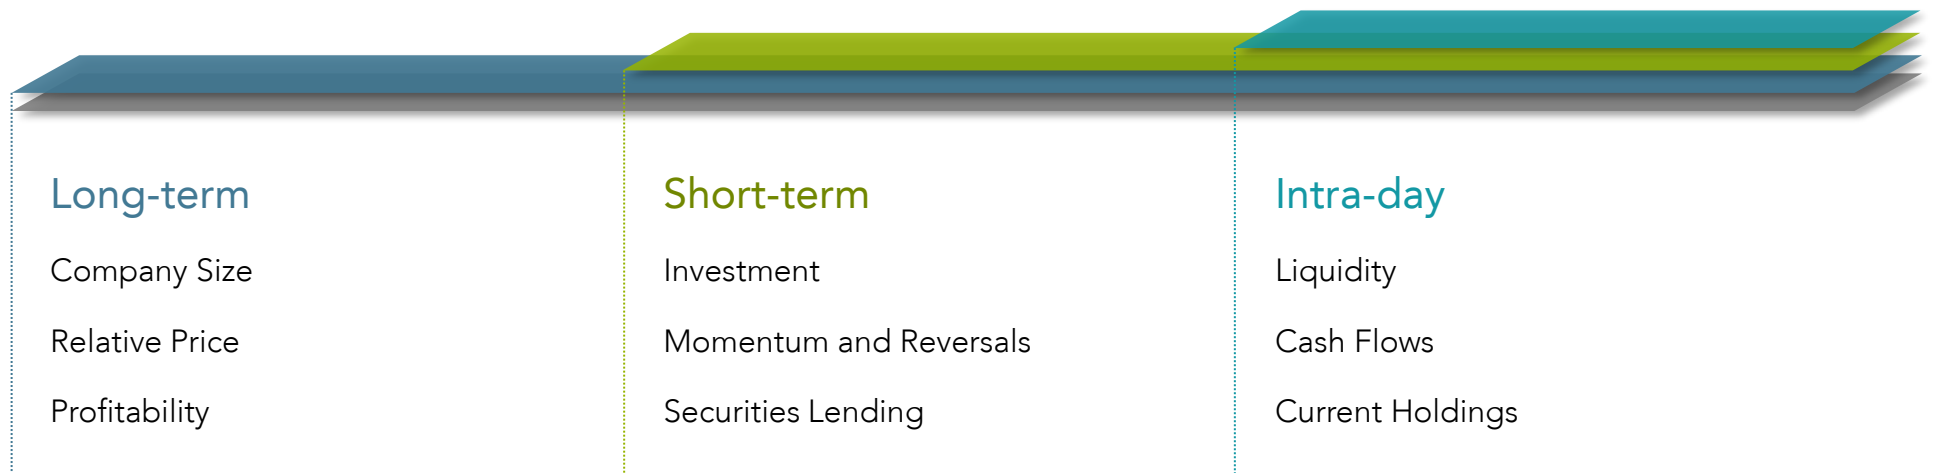 Long-term
Company Size
Relative Price
Profitability
Short-term
Investment
Momentum and Reversals
Securities Lending
Intra-day
Liquidity
Cash Flows
Current Holdings